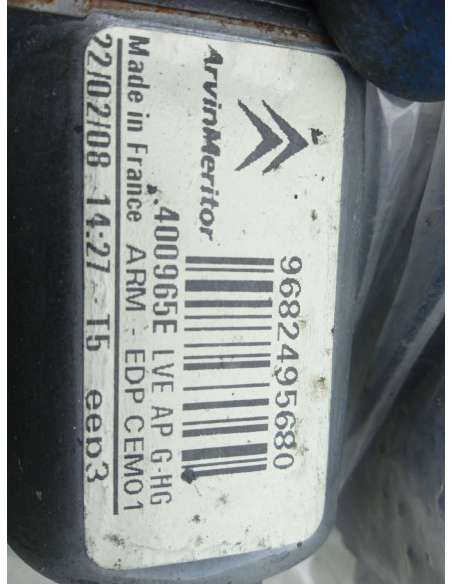 ArvinMeritor
9682495680
400965E LVE AP G-HG
Made in France ARM - EDP CEM01
22/02/08 14:27 T5 eep3